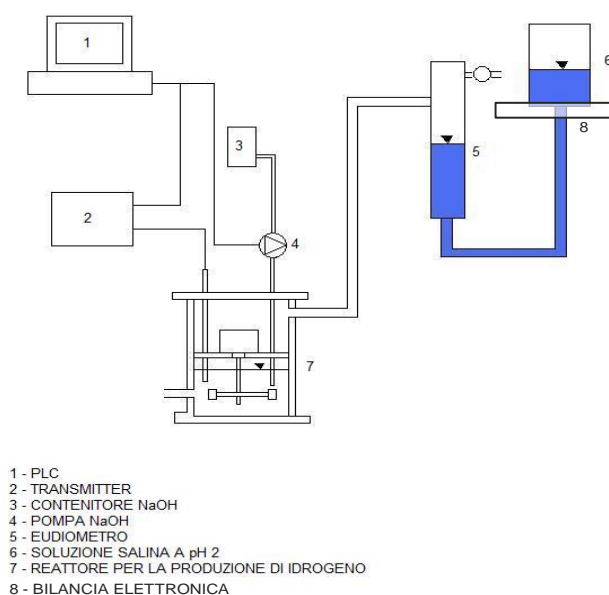 1
2
3
4
5
6
7
8
1 - PLC
2 - TRANSMITTER
3 - CONTENITORE NaOH
4 - POMPA NaOH
5 - EUDIOMETRO
6 - SOLUZIONE SALINA A pH 2
7 - REATTORE PER LA PRODUZIONE DI IDROGENO
8 - BILANCIA ELETTRONICA